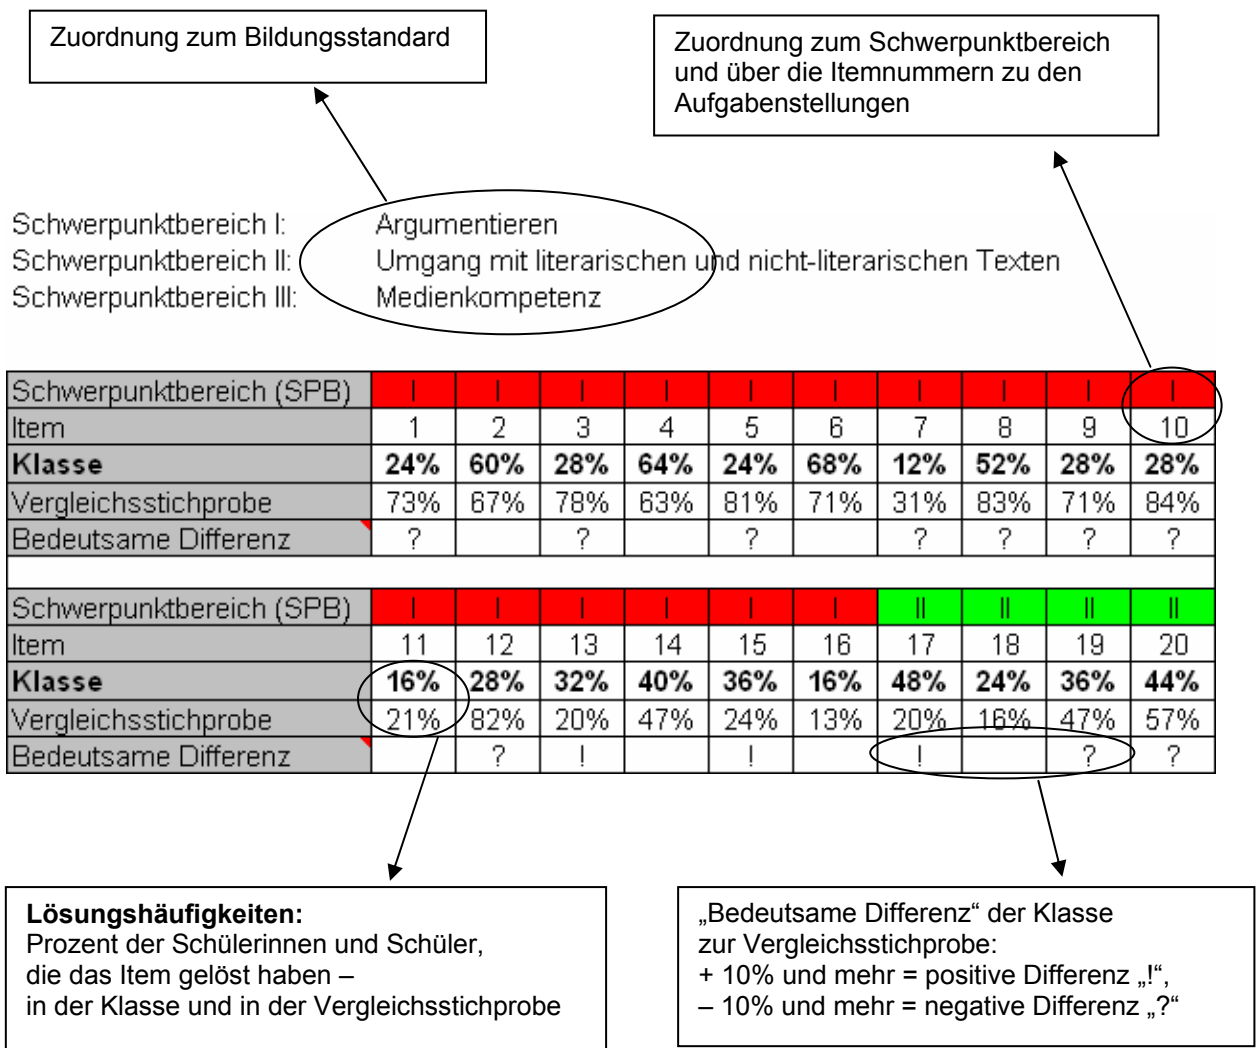 Zuordnung zum Bildungsstandard
Zuordnung zum Schwerpunktbereich
und über die Itemnummern zu den
Aufgabenstellungen
Schwerpunktbereich I: Argumentieren
Schwerpunktbereich II: Umgang mit literarischen und nicht-literarischen Texten
Schwerpunktbereich III: Medienkompetenz
Schwerpunktbereich (SPB) I I I I I I I I I I
Item 1 2 3 4 5 6 7 8 9 10
Klasse 24% 60% 28% 64% 24% 68% 12% 52% 28% 28%
Vergleichsstichprobe 73% 67% 78% 63% 81% 71% 31% 83% 71% 84%
Bedeutsame Differenz ? ? ? ? ? ? ?
Schwerpunktbereich (SPB) I I I I I I II II II II
Item 11 12 13 14 15 16 17 18 19 20
Klasse 16% 28% 32% 40% 36% 16% 48% 24% 36% 44%
Vergleichsstichprobe 21% 82% 20% 47% 24% 13% 20% 16% 47% 57%
Bedeutsame Differenz ? ! ! ! ? ?
Lösungshäufigkeiten:
Prozent der Schülerinnen und Schüler,
die das Item gelöst haben –
in der Klasse und in der Vergleichsstichprobe
„Bedeutsame Differenz“ der Klasse
zur Vergleichsstichprobe:
+ 10% und mehr = positive Differenz „!“,
– 10% und mehr = negative Differenz „?“